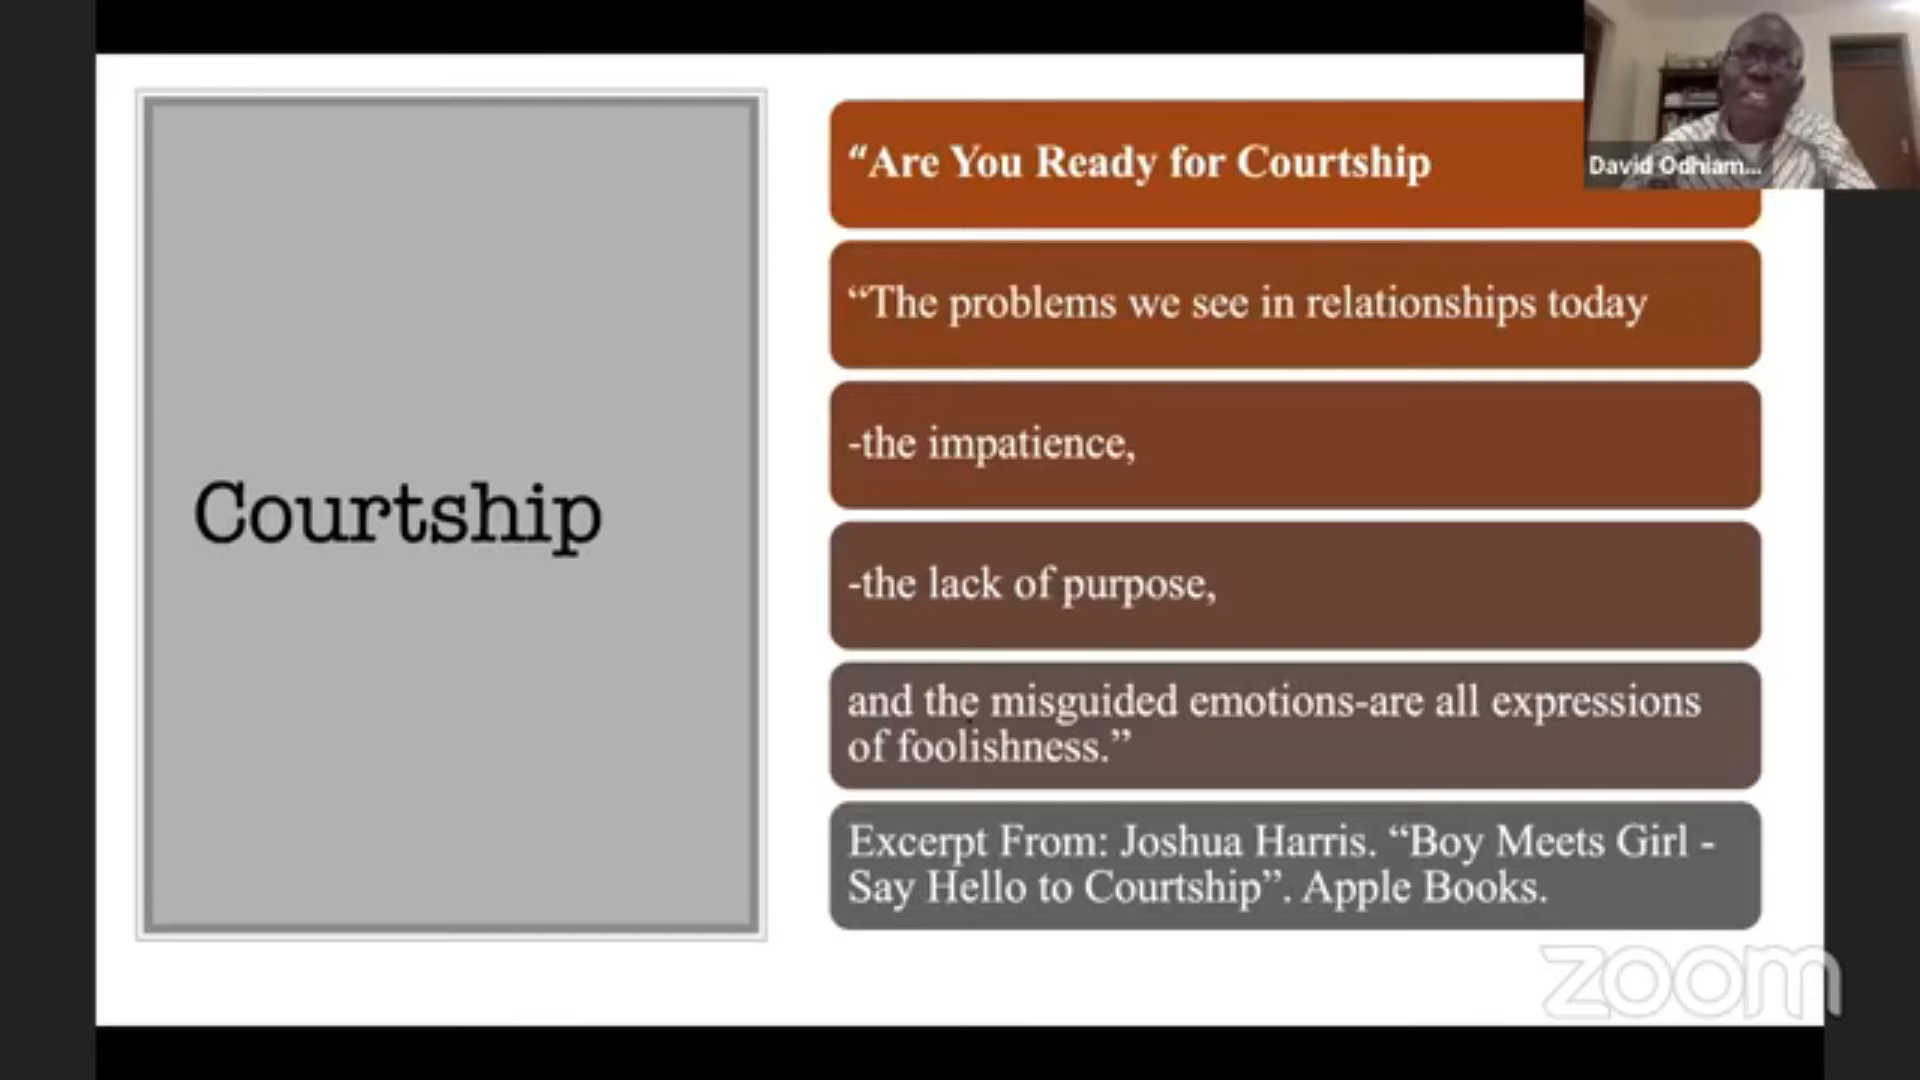 Courtship
“Are You Ready for Courtship
“The problems we see in relationships today
-the impatience,
-the lack of purpose,
and the misguided emotions-are all expressions
of foolishness.”
Excerpt From: Joshua Harris. “Boy Meets Girl -
Say Hello to Courtship”. Apple Books.
David Odhiam...
zoom